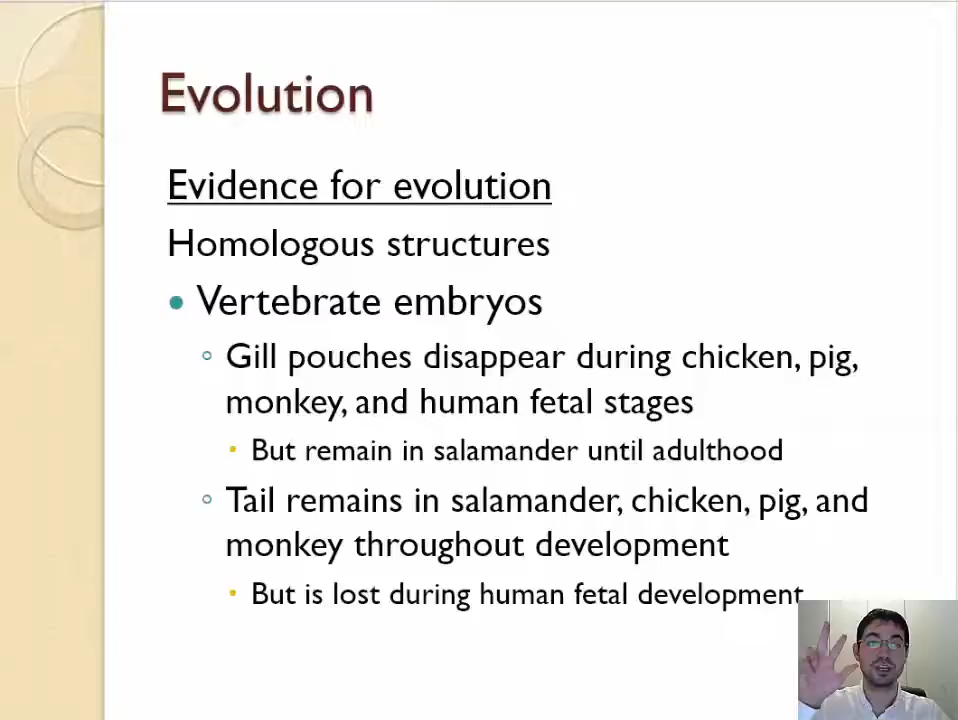 Evolution
Evidence for evolution
Homologous structures
• Vertebrate embryos
◦ Gill pouches disappear during chicken, pig,
monkey, and human fetal stages
▪ But remain in salamander until adulthood
◦ Tail remains in salamander, chicken, pig, and
monkey throughout development
▪ But is lost during human fetal development